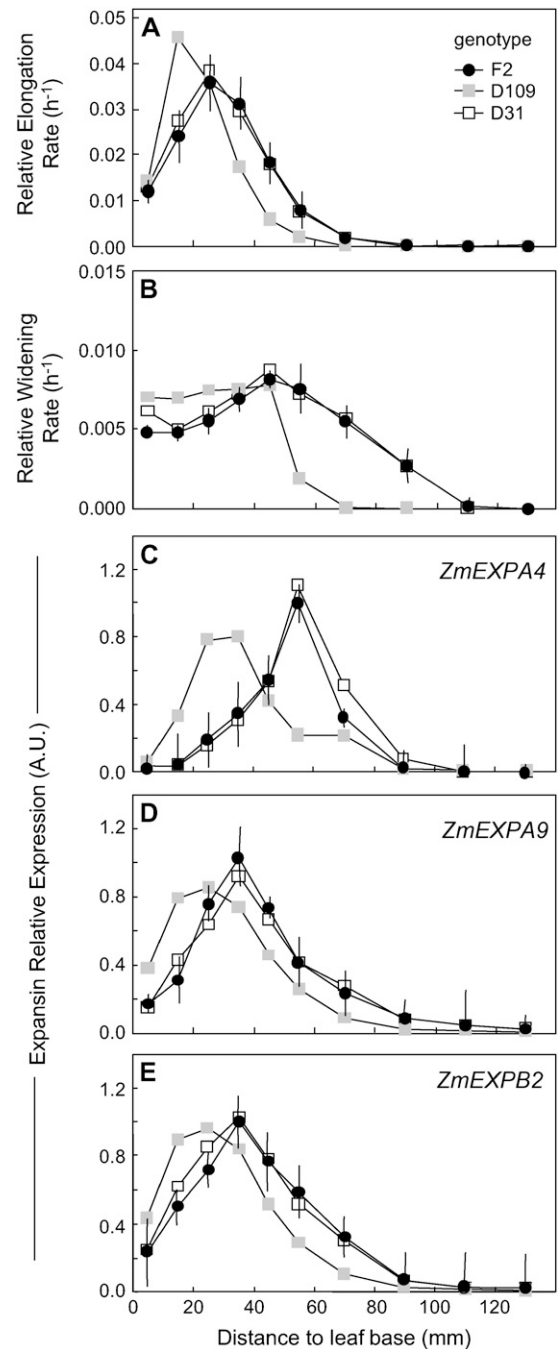 A
genotype
F2
D109
D31
Relative Elongation
Rate (h-1)
0.05
0.04
0.03
0.02
0.01
0.00
B
Relative Widening
Rate (h-1)
0.015
0.010
0.005
0.000
C
ZmEXPA4
1.2
0.8
0.4
0.0
Expansin Relative Expression (A.U.)
D
ZmEXPA9
1.2
0.8
0.4
0.0
E
ZmEXPB2
1.2
0.8
0.4
0.0
0 20 40 60 80 100 120
Distance to leaf base (mm)